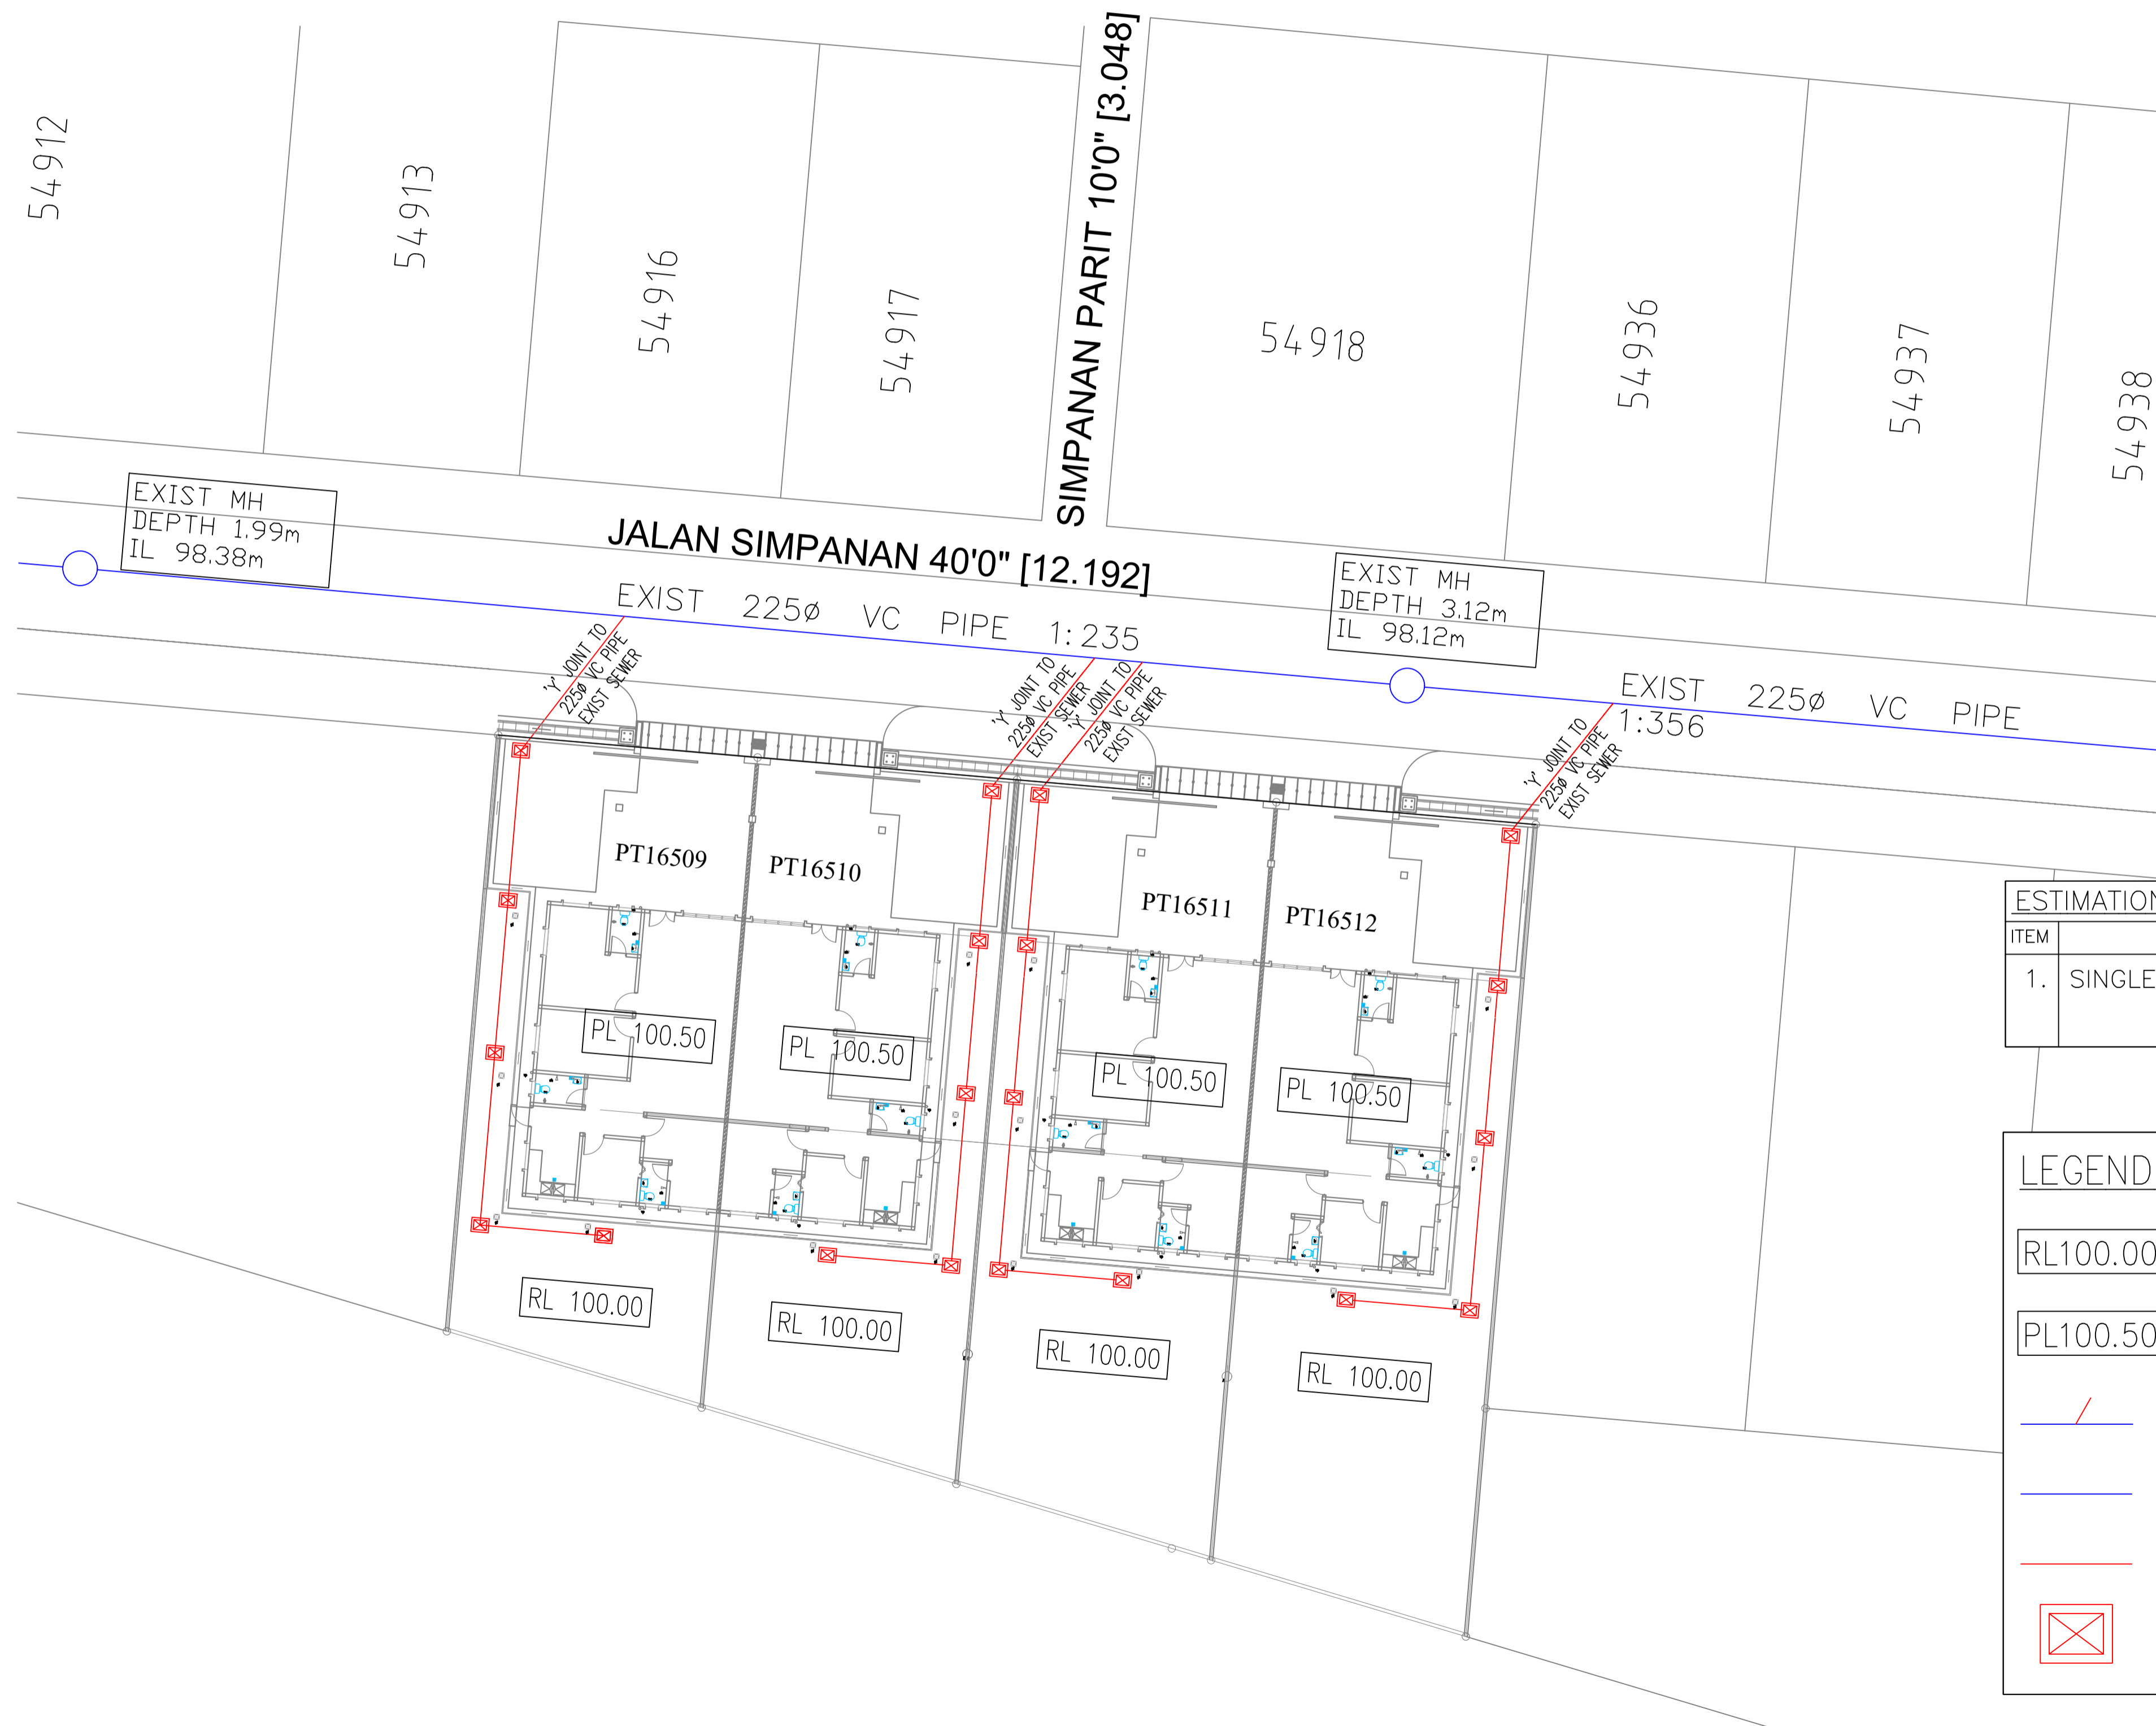 54912
54913
54916
54917
SIMPANAN PARIT 10'0" [3.048]
54918
54936
54937
54938
EXIST MH
DEPTH 1.99m
IL 98.38m
JALAN SIMPANAN 40'0" [12.192]
EXIST MH
DEPTH 3.12m
IL 98.12m
EXIST 225ø VC PIPE 1:235
EXIST 225ø VC PIPE
1:356
'Y' JOINT TO
225ø VC PIPE
EXIST SEWER
'Y' JOINT TO
225ø VC PIPE
EXIST SEWER
'Y' JOINT TO
225ø VC PIPE
EXIST SEWER
'Y' JOINT TO
225ø VC PIPE
EXIST SEWER
PT16509
PT16510
PT16511
PT16512
PL 100.50
PL 100.50
PL 100.50
PL 100.50
RL 100.00
RL 100.00
RL 100.00
RL 100.00
ESTIMATION
ITEM
1. SINGLE
LEGEND
RL100.00
PL100.50